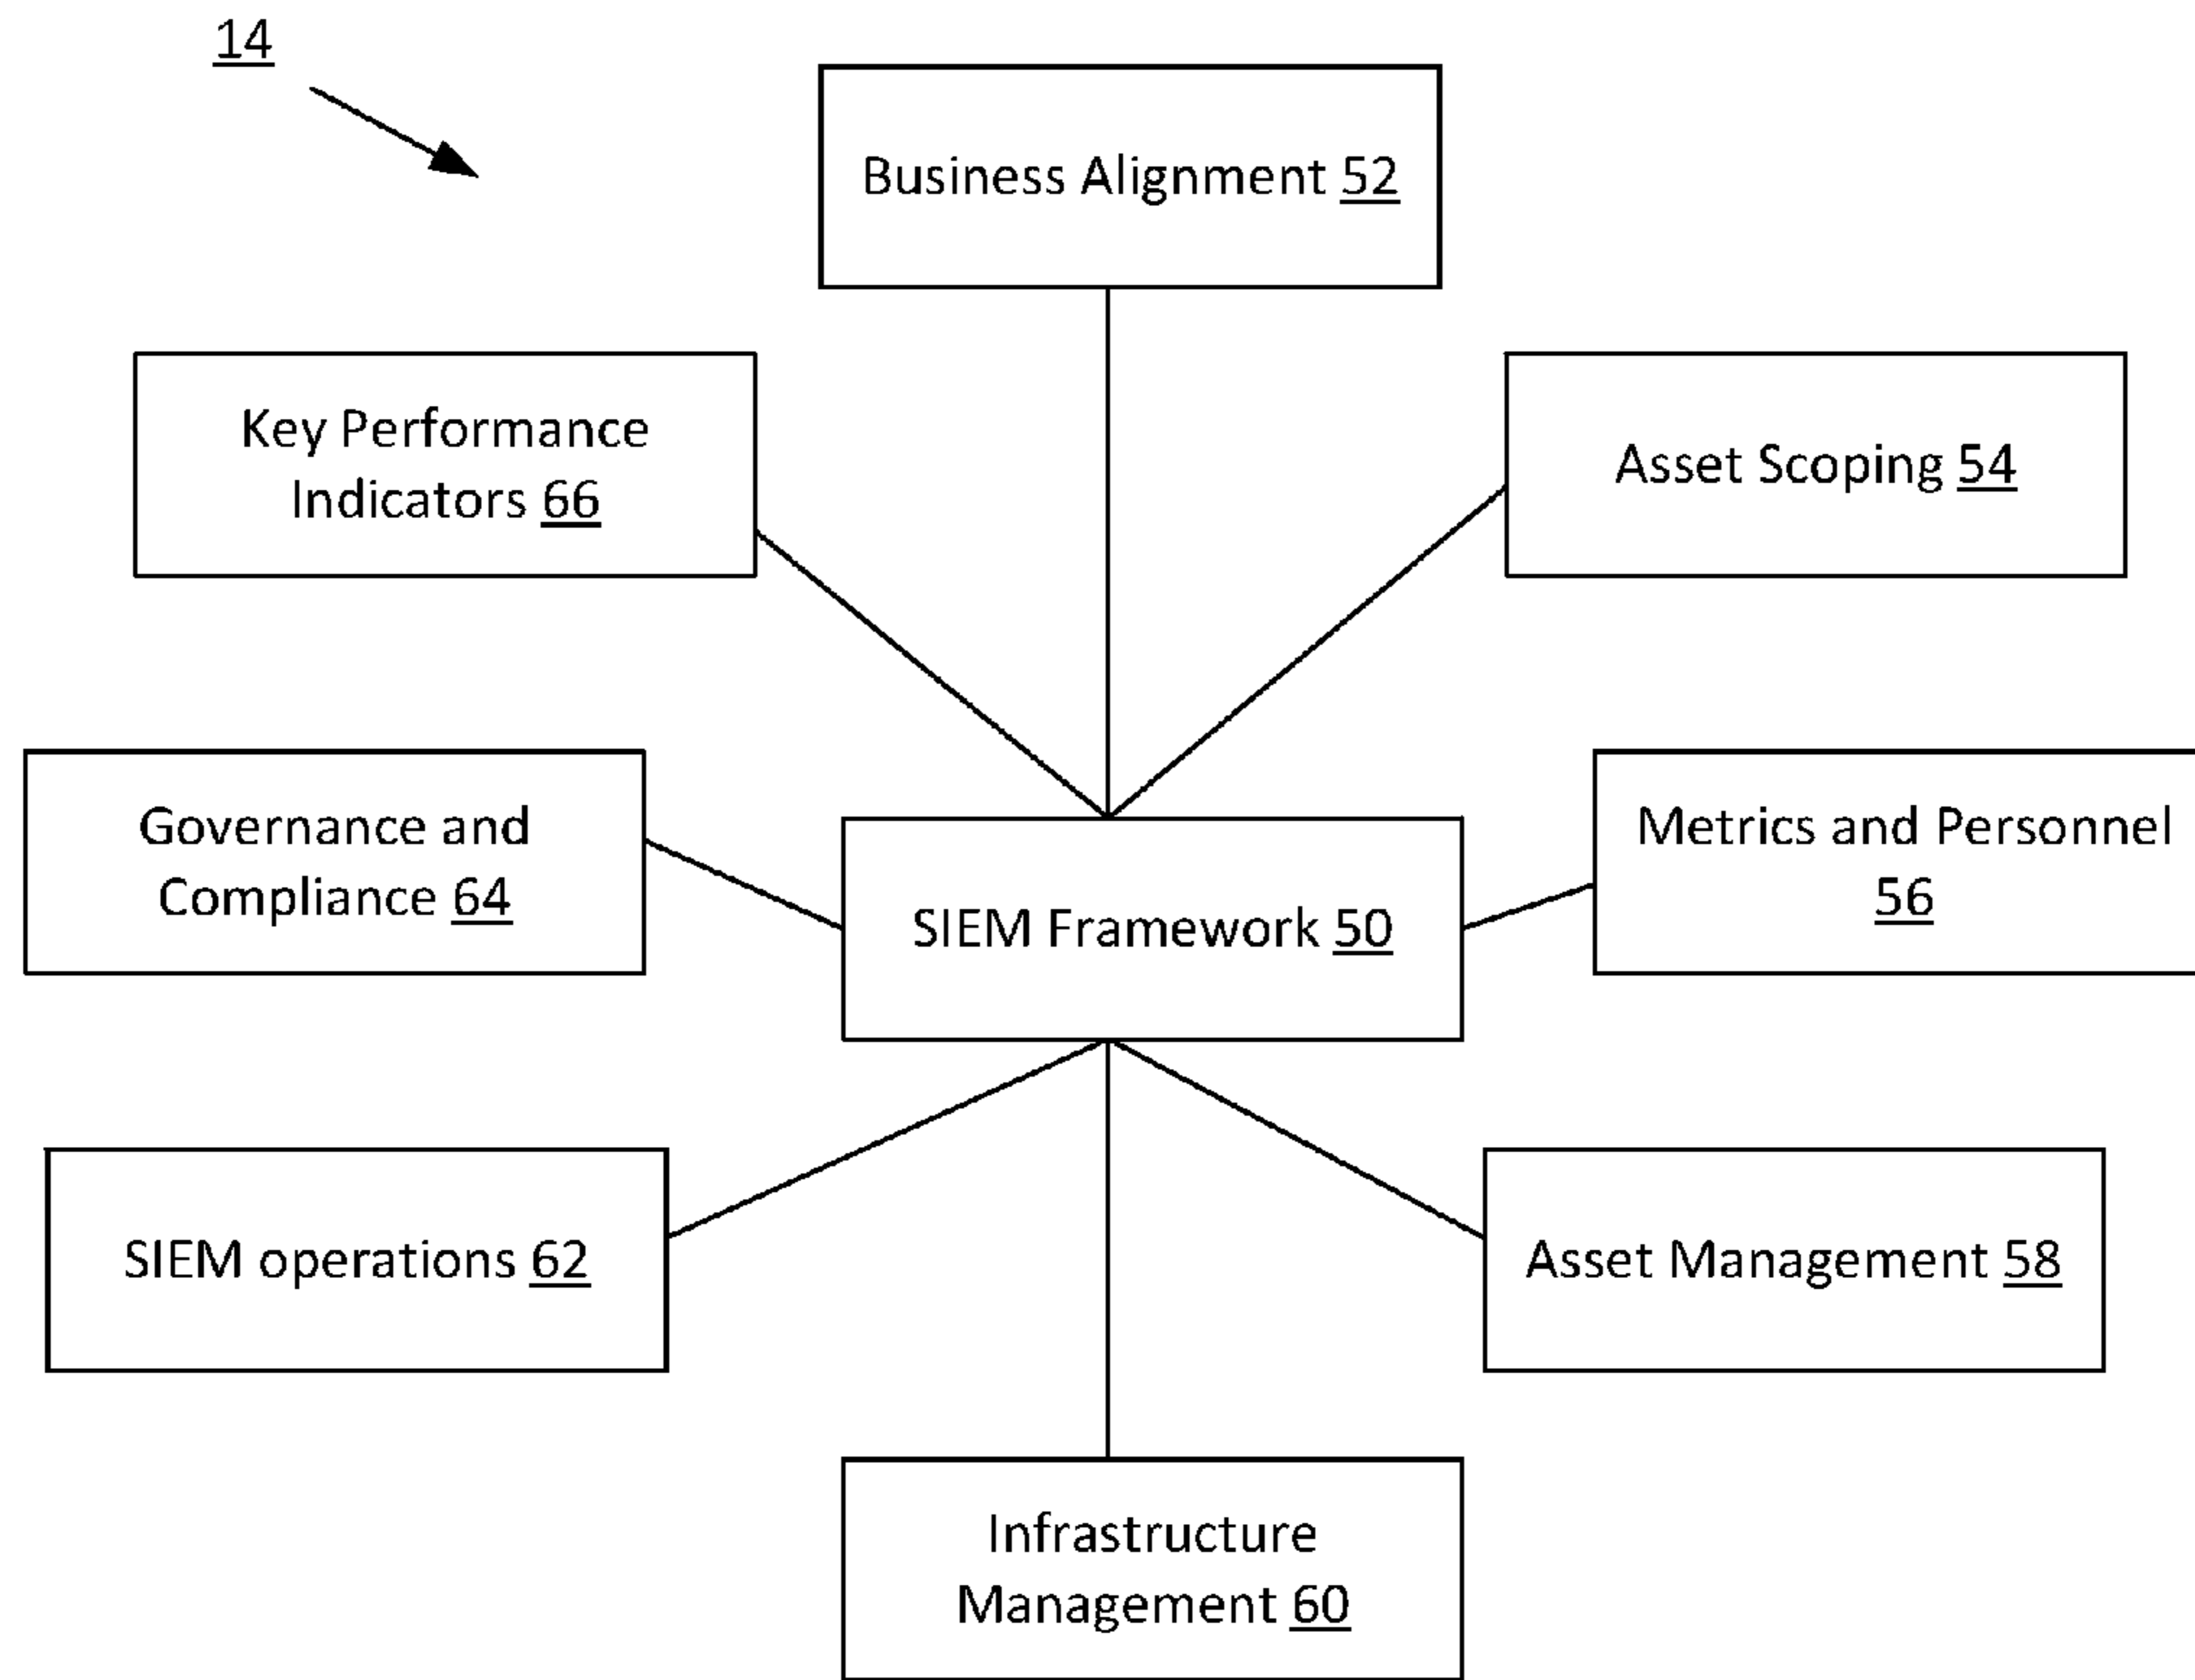 14
Business Alignment 52
Key Performance
Indicators 66
Asset Scoping 54
Governance and
Compliance 64
SIEM Framework 50
Metrics and Personnel
56
SIEM operations 62
Asset Management 58
Infrastructure
Management 60